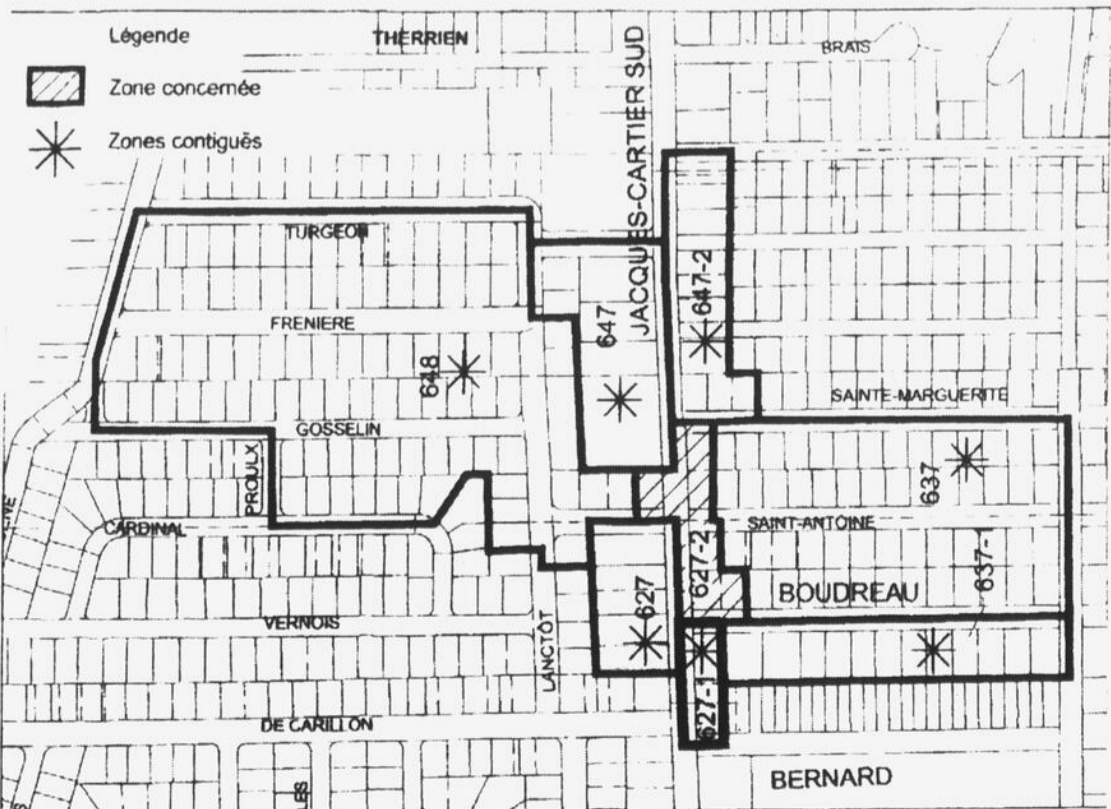 Légende
Zone concernée
Zones contiguës
THERRIEN
JACQUES-CARTIER SUD
BRAIS
TURGEON
FRENIERE
648
647
647-2
GOSSELIN
PROULX
CARDINAL
SAINTE-MARGUERITE
637
SAINT-ANTOINE
637-1
627-2
627
BOUDREAU
VERNOIS
LANCTÔT
627-1
DE CARILLON
BERNARD